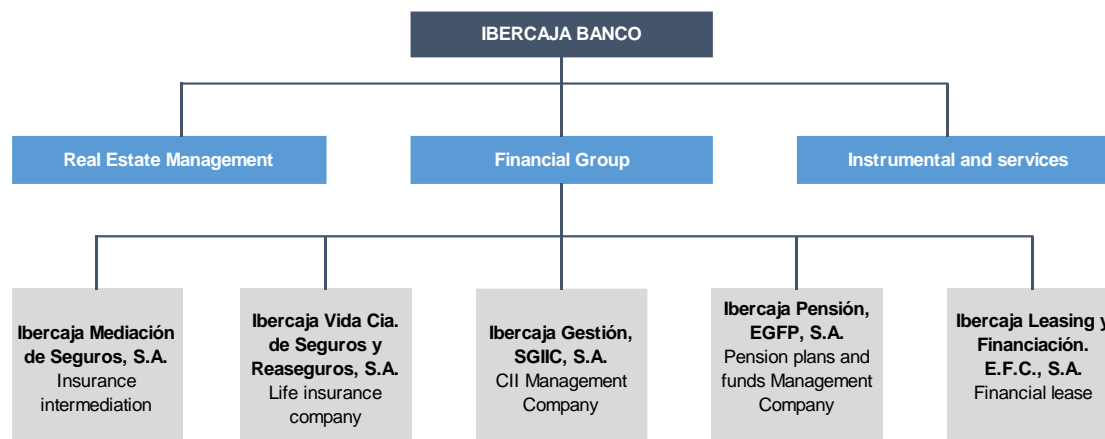 IBERCAJA BANCO
Real Estate Management
Financial Group
Instrumental and services
Ibercaja Mediación
de Seguros, S.A.
Insurance
intermediation
Ibercaja Vida Cia.
de Seguros y
Reaseguros, S.A.
Life insurance
company
Ibercaja Gestión,
SGIIC, S.A.
CII Management
Company
Ibercaja Pensión,
EGFP, S.A.
Pension plans and
funds Management
Company
Ibercaja Leasing y
Financiación.
E.F.C., S.A.
Financial lease